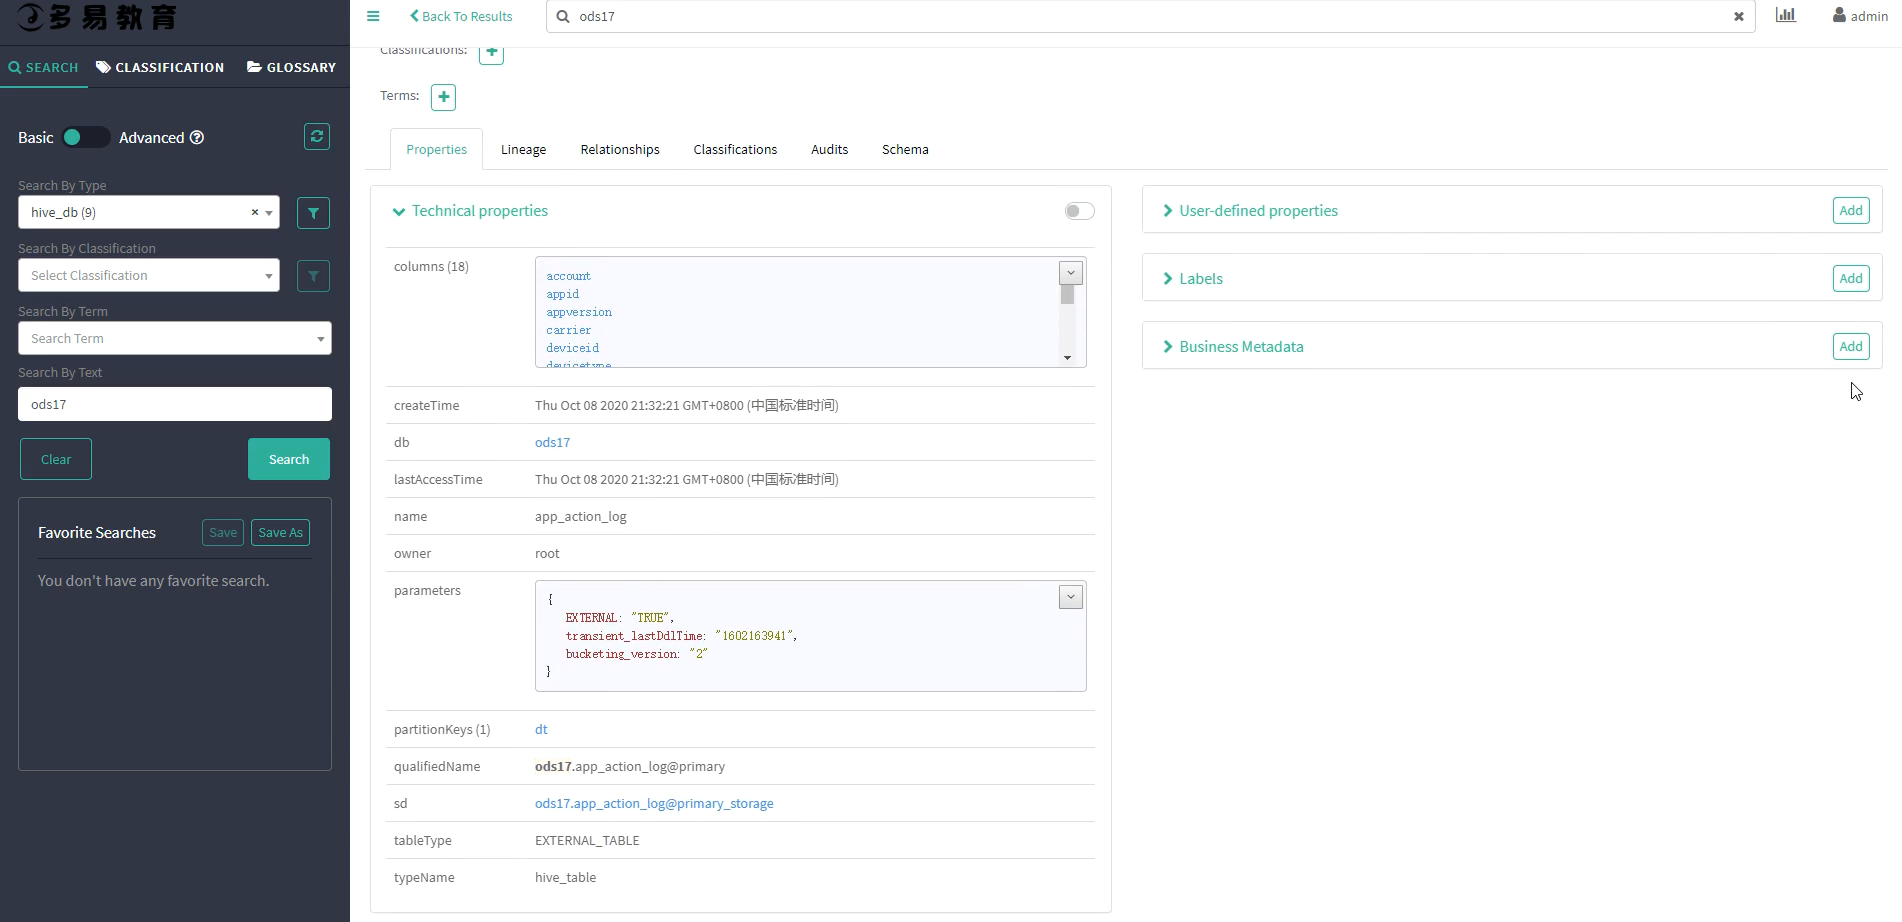 多易教育
Back To Results
ods17
admin
SEARCH
CLASSIFICATION
GLOSSARY
Basic
Advanced
Search By Type
hive_db (9)
Search By Classification
Select Classification
Search By Term
Search Term
Search By Text
ods17
Clear
Search
Favorite Searches
Save
Save As
You don't have any favorite search.
Classifications:
Terms:
Properties
Lineage
Relationships
Classifications
Audits
Schema
Technical properties
columns (18)
account
appid
appversion
carrier
deviceid
devicetype
createTime
Thu Oct 08 2020 21:32:21 GMT+0800 (中国标准时间)
db
ods17
lastAccessTime
Thu Oct 08 2020 21:32:21 GMT+0800 (中国标准时间)
name
app_action_log
owner
root
parameters
{
EXTERNAL: "TRUE",
transient_lastDdlTime: "1602163941",
bucketing_version: "2"
}
partitionKeys (1)
dt
qualifiedName
ods17.app_action_log@primary
sd
ods17.app_action_log@primary_storage
tableType
EXTERNAL_TABLE
typeName
hive_table
User-defined properties
Add
Labels
Add
Business Metadata
Add